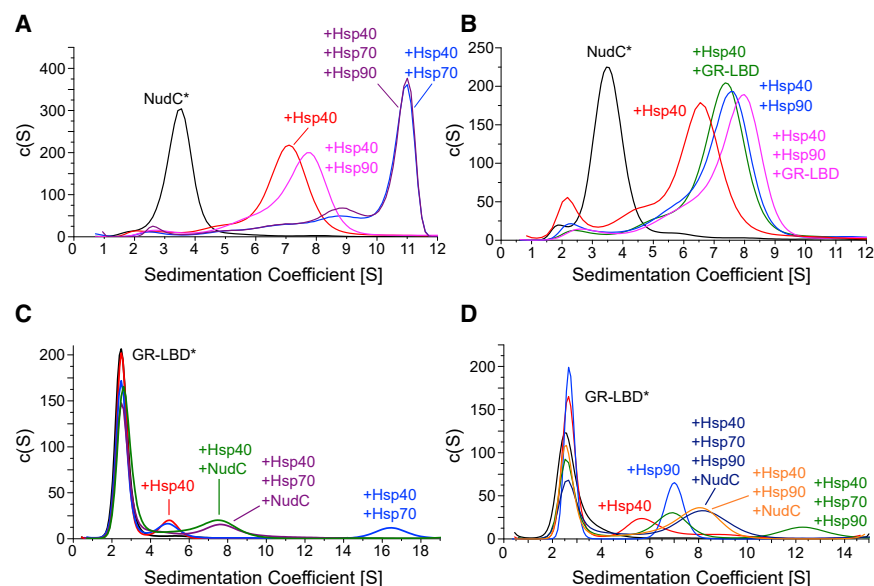 A
c(S)
400
300
200
100
0
0 1 2 3 4 5 6 7 8 9 10 11 12
Sedimentation Coefficient [S]
NudC*
+Hsp40
+Hsp40
+Hsp90
+Hsp40
+Hsp70
+Hsp90
+Hsp40
+Hsp70
B
c(S)
250
200
150
100
50
0
0 1 2 3 4 5 6 7 8 9 10 11 12
Sedimentation Coefficient [S]
NudC*
+Hsp40
+Hsp40
+GR-LBD
+Hsp40
+Hsp90
+Hsp40
+Hsp90
+GR-LBD
C
c(S)
200
150
100
50
0
0 2 4 6 8 10 12 14 16 18
Sedimentation Coefficient [S]
GR-LBD*
+Hsp40
+Hsp40
+NudC
+Hsp40
+Hsp70
+NudC
+Hsp40
+Hsp70
D
c(S)
200
150
100
50
0
0 2 4 6 8 10 12 14
Sedimentation Coefficient [S]
GR-LBD*
+Hsp40
+Hsp90
+Hsp40
+Hsp70
+Hsp90
+NudC
+Hsp40
+Hsp90
+NudC
+Hsp40
+Hsp70
+Hsp90